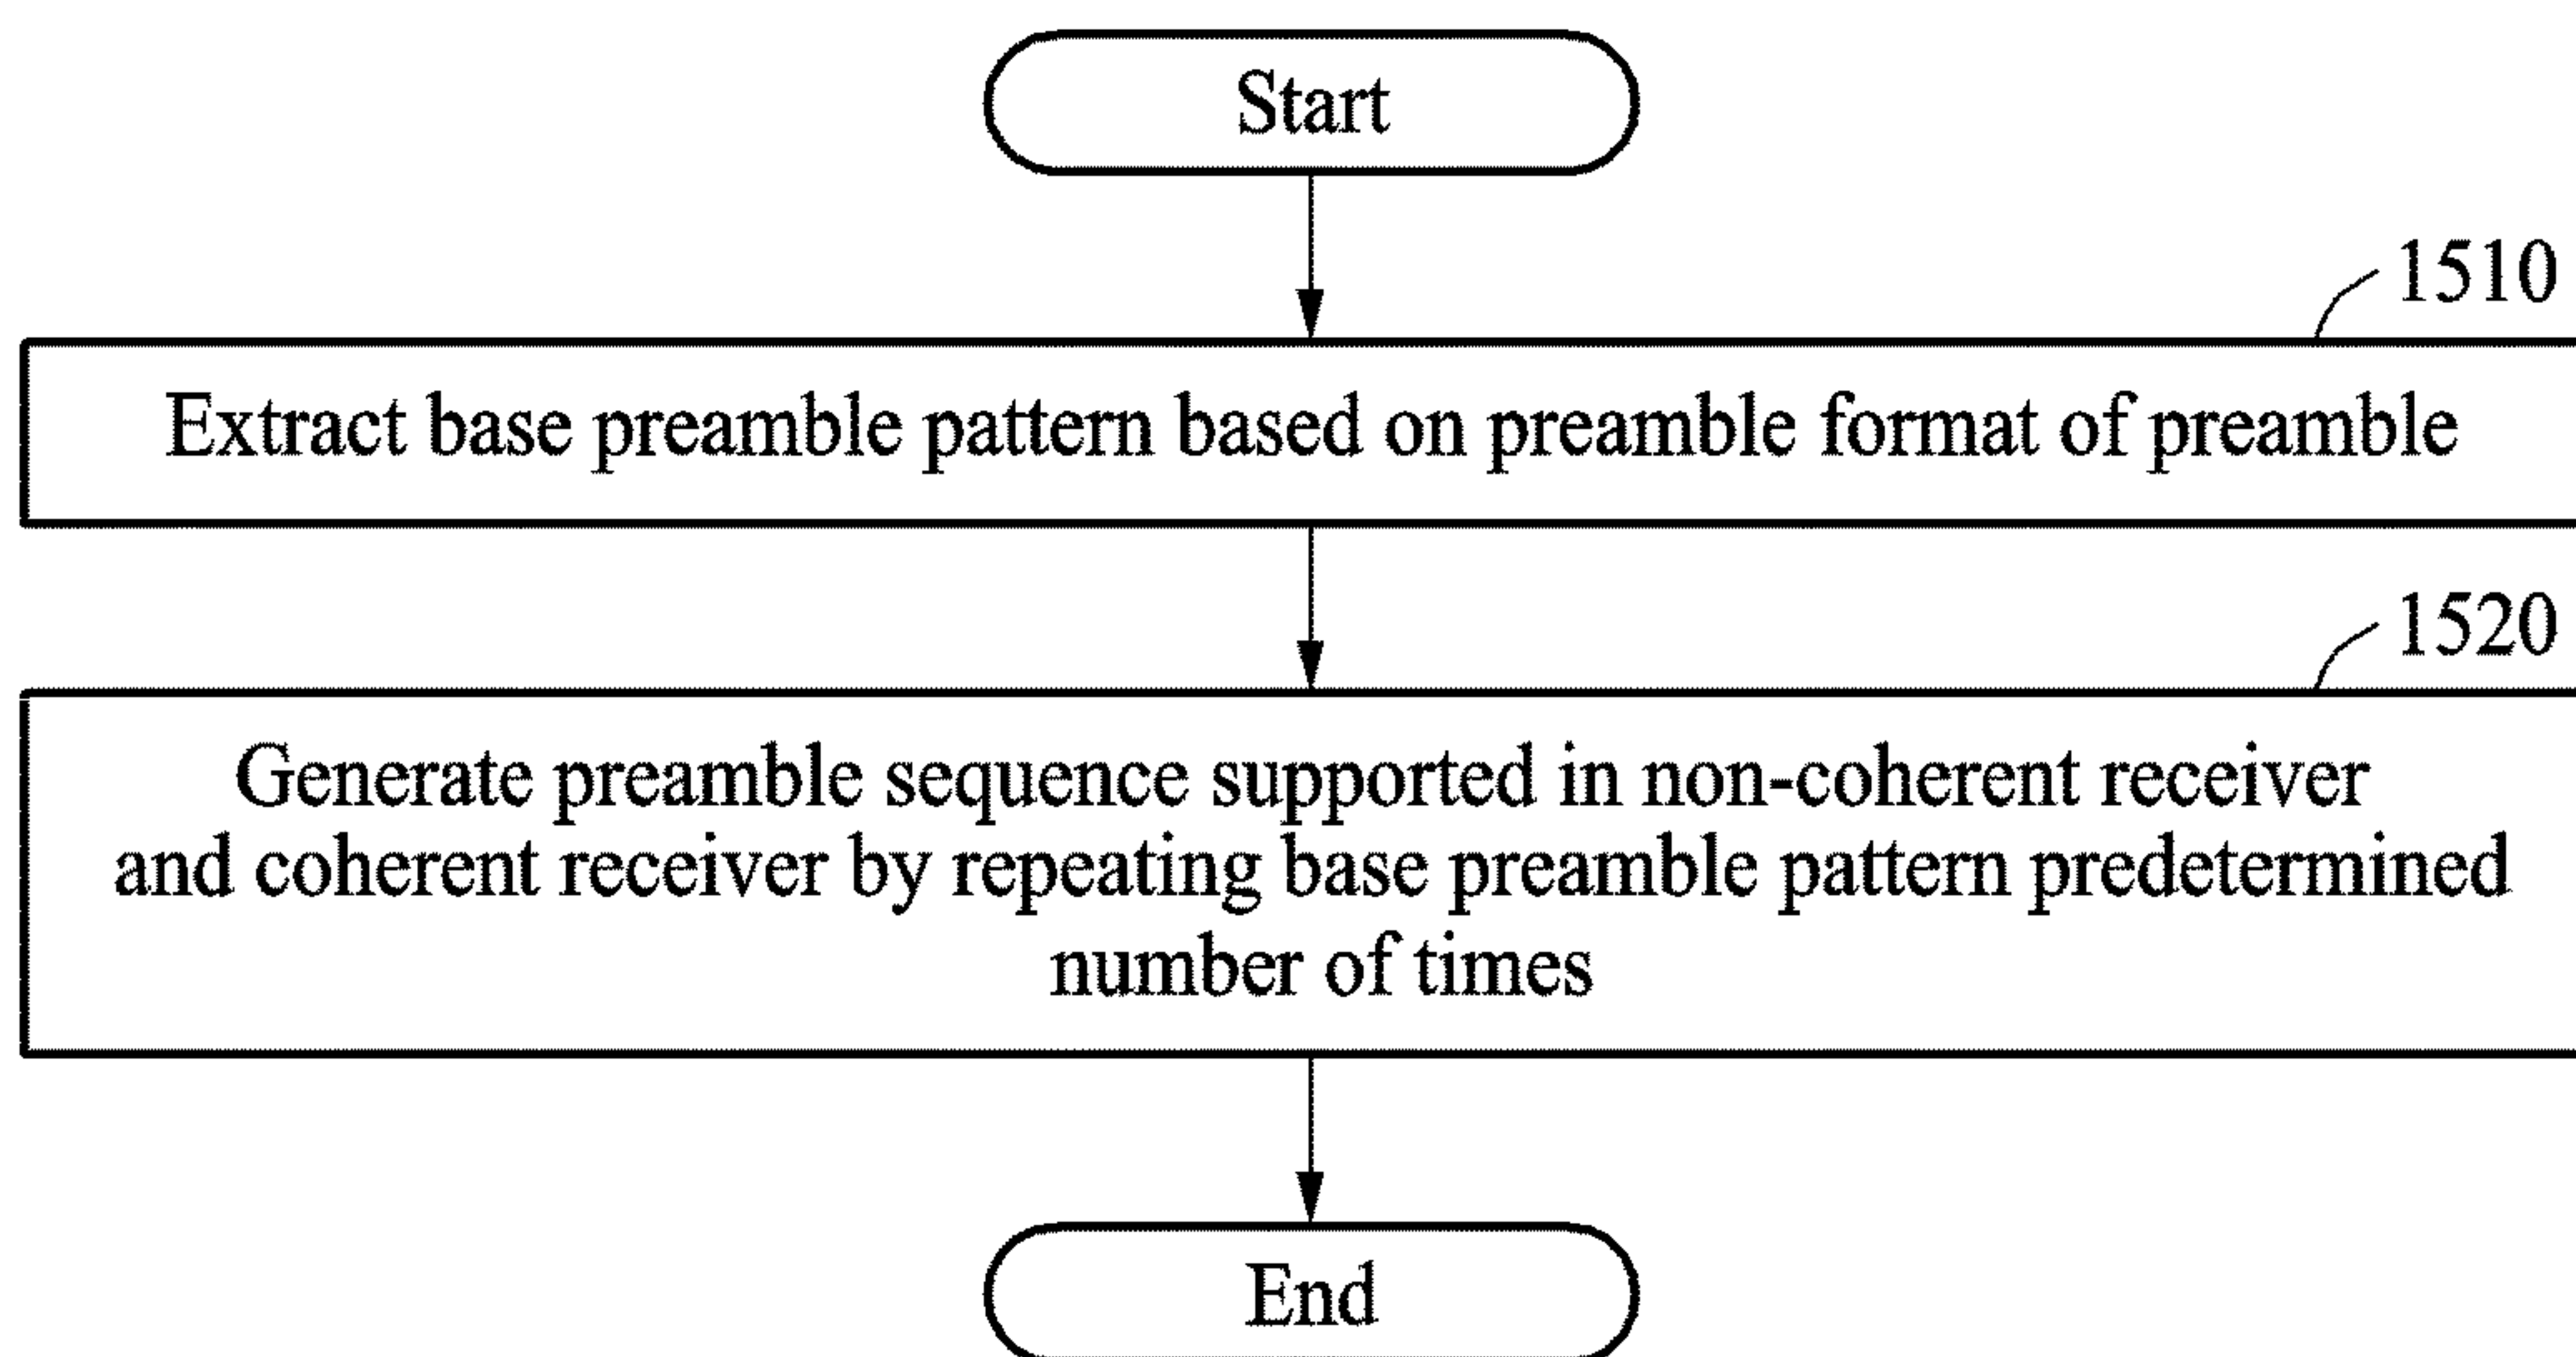 Start
1510
Extract base preamble pattern based on preamble format of preamble
1520
Generate preamble sequence supported in non-coherent receiver
and coherent receiver by repeating base preamble pattern predetermined
number of times
End